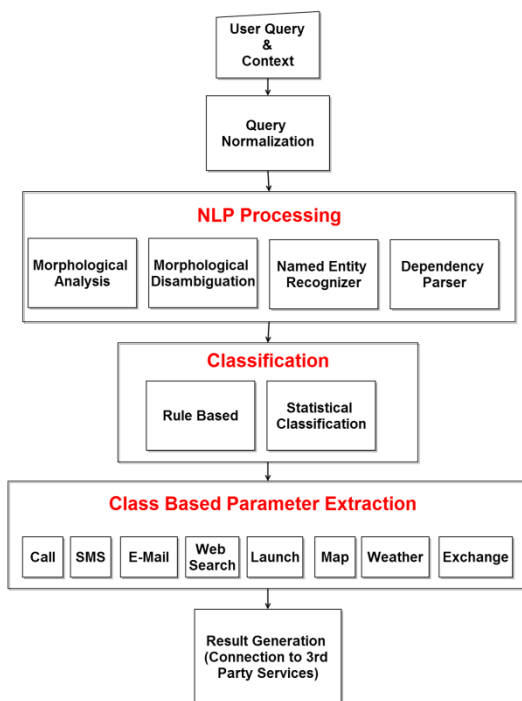 User Query
&
Context
Query
Normalization
NLP Processing
Morphological
Analysis
Morphological
Disambiguation
Named Entity
Recognizer
Dependency
Parser
Classification
Rule Based
Statistical
Classification
Class Based Parameter Extraction
Call
SMS
E-Mail
Web
Search
Launch
Map
Weather
Exchange
Result Generation
(Connection to 3rd
Party Services)